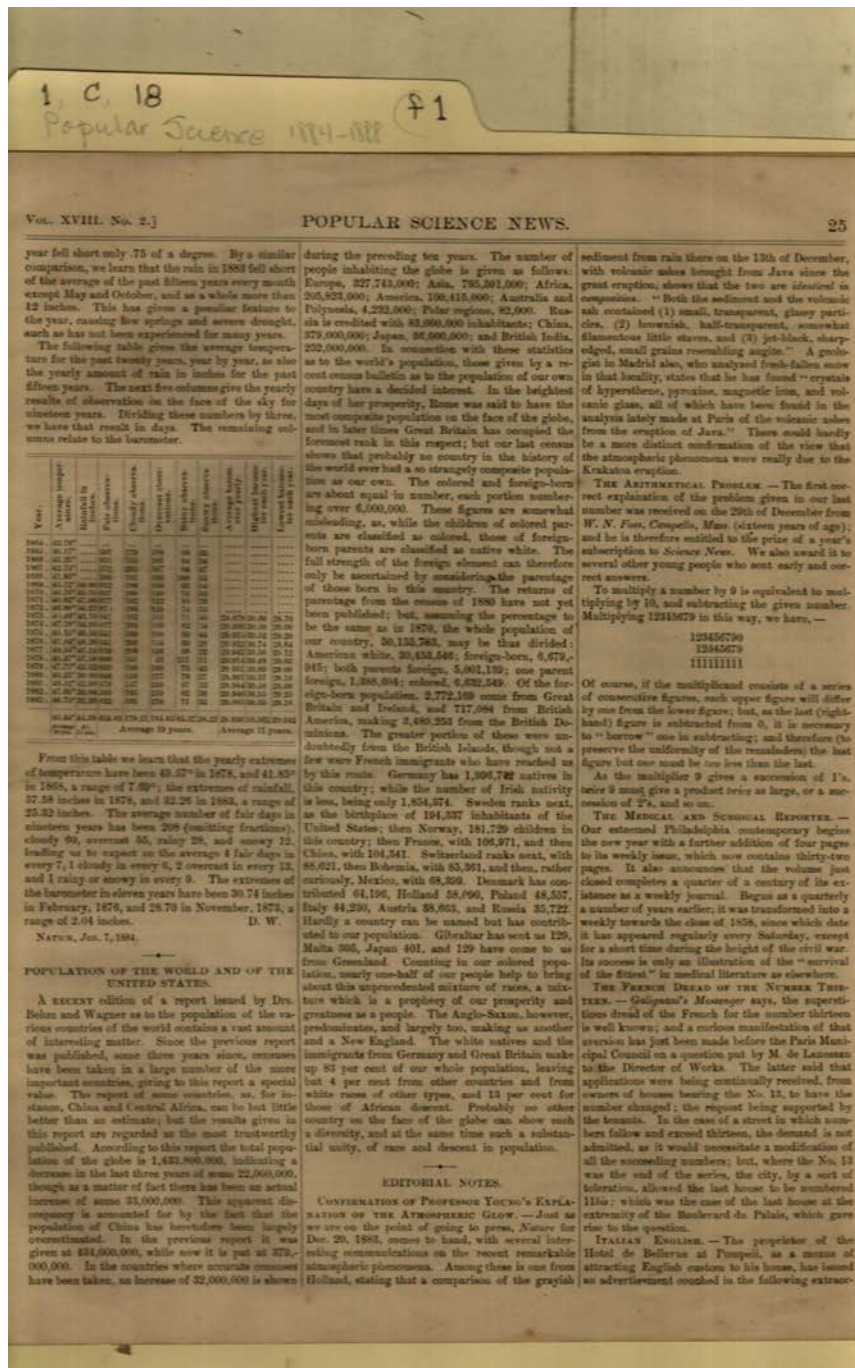 1, C, 18
f 1
Popular Science 1884-1888
VOL. XVIII. No. 2.]
POPULAR SCIENCE NEWS.
25
year fell short only .75 of a degree. By a similar
comparison, we learn that the rain in 1883 fell short
of the average of the past fifteen years every month
except May and October, and as a whole more than
12 inches. This has given a peculiar feature to
the year, causing low springs and severe drought,
such as has not been experienced for many years.
The following table gives the average tempera-
ture for the past twenty years, year by year, as also
the yearly amount of rain in inches for the past
fifteen years. The next five columns give the yearly
results of observation on the face of the sky for
nineteen years. Dividing these numbers by three,
we have that result in days. The remaining col-
umns relate to the barometer.
Year.
Average temper-
ature.
Rainfall in
inches.
Fair observa-
tions.
Cloudy observa-
tions.
Overcast obser-
vations.
Rainy observa-
tions.
Snowy observa-
tions.
Average barom-
eter yearly.
Highest barom.
for each year.
Lowest barom.
for each year.
Average 19 years.
Average 11 years.
From this table we learn that the yearly extremes
of temperature have been 49.57° in 1878, and 41.85°
in 1868, a range of 7.69°; the extremes of rainfall,
57.58 inches in 1878, and 32.26 in 1883, a range of
25.32 inches. The average number of fair days in
nineteen years has been 208 (omitting fractions),
cloudy 60, overcast 55, rainy 28, and snowy 12,
leading us to expect on the average 4 fair days in
every 7, 1 cloudy in every 6, 2 overcast in every 13,
and 1 rainy or snowy in every 9. The extremes of
the barometer in eleven years have been 30.74 inches
in February, 1876, and 28.70 in November, 1873, a
range of 2.04 inches.
D. W.
NATICK, Jan. 7, 1884.
POPULATION OF THE WORLD AND OF THE
UNITED STATES.
A RECENT edition of a report issued by Drs.
Behm and Wagner as to the population of the va-
rious countries of the world contains a vast amount
of interesting matter. Since the previous report
was published, some three years since, censuses
have been taken in a large number of the more
important countries, giving to this report a special
value. The report of some countries, as, for in-
stance, China and Central Africa, can be but little
better than an estimate; but the results given in
this report are regarded as the most trustworthy
published. According to this report the total popu-
lation of the globe is 1,433,800,000, indicating a
decrease in the last three years of some 22,000,000,
though as a matter of fact there has been an actual
increase of some 33,000,000. This apparent dis-
crepancy is accounted for by the fact that the
population of China has heretofore been largely
overestimated. In the previous report it was
given at 434,000,000, while now it is put at 379,-
000,000. In the countries where accurate censuses
have been taken, an increase of 32,000,000 is shown
during the preceding ten years. The number of
people inhabiting the globe is given as follows:
Europe, 327,743,000; Asia, 795,591,000; Africa,
205,823,000; America, 100,415,000; Australia and
Polynesia, 4,232,000; Polar regions, 82,000. Rus-
sia is credited with 83,000,000 inhabitants; China,
379,000,000; Japan, 36,000,000; and British India,
252,000,000. In connection with these statistics
as to the world's population, those given by a re-
cent census bulletin as to the population of our own
country have a decided interest. In the brightest
days of her prosperity, Rome was said to have the
most composite population on the face of the globe,
and in later times Great Britain has occupied the
foremost rank in this respect; but our last census
shows that probably no country in the history of
the world ever had a so strangely composite popula-
tion as our own. The colored and foreign-born
are about equal in number, each portion number-
ing over 6,000,000. These figures are somewhat
misleading, as, while the children of colored par-
ents are classified as colored, those of foreign-
born parents are classified as native white. The
full strength of the foreign element can therefore
only be ascertained by considering the parentage
of those born in this country. The returns of
parentage from the census of 1880 have not yet
been published; but, assuming the percentage to
be the same as in 1870, the whole population of
our country, 50,155,783, may be thus divided:
American white, 30,453,546; foreign-born, 6,679,-
945; both parents foreign, 5,001,139; one parent
foreign, 1,388,604; colored, 6,632,549. Of the for-
eign-born population, 2,772,169 come from Great
Britain and Ireland, and 717,084 from British
America, making 3,489,253 from the British Do-
minions. The greater portion of these were un-
doubtedly from the British Islands, though not a
few were French immigrants who have reached us
by this route. Germany has 1,966,742 natives in
this country; while the number of Irish nativity
is less, being only 1,854,574. Sweden ranks next,
as the birthplace of 194,337 inhabitants of the
United States; then Norway, 181,729 children in
this country; then France, with 106,971, and then
China, with 104,541. Switzerland ranks next, with
88,621, then Bohemia, with 85,361, and then, rather
curiously, Mexico, with 68,399. Denmark has con-
tributed 64,196, Holland 58,090, Poland 48,557,
Italy 44,230, Austria 38,663, and Russia 35,722.
Hardly a country can be named but has contrib-
uted to our population. Gibraltar has sent us 129,
Malta 305, Japan 401, and 129 have come to us
from Greenland. Counting in our colored popu-
lation, nearly one-half of our people help to bring
about this unprecedented mixture of races, a mix-
ture which is a prophecy of our prosperity and
greatness as a people. The Anglo-Saxon, however,
predominates, and largely too, making us another
and a New England. The white natives and the
immigrants from Germany and Great Britain make
up 83 per cent of our whole population, leaving
but 4 per cent from other countries and from
white races of other types, and 13 per cent for
those of African descent. Probably no other
country on the face of the globe can show such
a diversity, and at the same time such a substan-
tial unity, of race and descent in population.
EDITORIAL NOTES.
CONFIRMATION OF PROFESSOR YOUNG'S EXPLA-
NATION OF THE ATMOSPHERIC GLOW. — Just as
we are on the point of going to press, Nature for
Dec. 20, 1883, comes to hand, with several inter-
esting communications on the recent remarkable
atmospheric phenomena. Among these is one from
Holland, stating that a comparison of the grayish
sediment from rain there on the 13th of December,
with volcanic ashes brought from Java since the
great eruption, shows that the two are identical in
composition. "Both the sediment and the volcanic
ash contained (1) small, transparent, glassy parti-
cles, (2) brownish, half-transparent, somewhat
filamentous little staves, and (3) jet-black, sharp-
edged, small grains resembling augite." A geolo-
gist in Madrid also, who analyzed fresh-fallen snow
in that locality, states that he has found "crystals
of hypersthene, pyroxine, magnetic iron, and vol-
canic glass, all of which have been found in the
analysis lately made at Paris of the volcanic ashes
from the eruption of Java." There could hardly
be a more distinct confirmation of the view that
the atmospheric phenomena were really due to the
Krakatoa eruption.
THE ARITHMETICAL PROBLEM. — The first cor-
rect explanation of the problem given in our last
number was received on the 29th of December from
W. N. Foss, Campello, Mass. (sixteen years of age);
and he is therefore entitled to the prize of a year's
subscription to Science News. We also award it to
several other young people who sent early and cor-
rect answers.
To multiply a number by 9 is equivalent to mul-
tiplying by 10, and subtracting the given number.
Multiplying 12345679 in this way, we have, —
123456790
12345679
111111111
Of course, if the multiplicand consists of a series
of consecutive figures, each upper figure will differ
by one from the lower figure; but, as the last (right-
hand) figure is subtracted from 0, it is necessary
to "borrow" one in subtracting; and therefore (to
preserve the uniformity of the remainders) the last
figure but one must be two less than the last.
As the multiplier 9 gives a succession of 1's,
twice 9 must give a product twice as large, or a suc-
cession of 2's, and so on.
THE MEDICAL AND SURGICAL REPORTER. —
Our esteemed Philadelphia contemporary begins
the new year with a further addition of four pages
to its weekly issue, which now contains thirty-two
pages. It also announces that the volume just
closed completes a quarter of a century of its ex-
istence as a weekly journal. Begun as a quarterly
a number of years earlier, it was transformed into a
weekly towards the close of 1858, since which date
it has appeared regularly every Saturday, except
for a short time during the height of the civil war.
Its success is only an illustration of the "survival
of the fittest" in medical literature as elsewhere.
THE FRENCH DREAD OF THE NUMBER THIR-
TEEN. — Galignani's Messenger says, the supersti-
tious dread of the French for the number thirteen
is well known; and a curious manifestation of that
aversion has just been made before the Paris Muni-
cipal Council on a question put by M. de Lanessan
to the Director of Works. The latter said that
applications were being continually received, from
owners of houses bearing the No. 13, to have the
number changed; the request being supported by
the tenants. In the case of a street in which num-
bers follow and exceed thirteen, the demand is not
admitted, as it would necessitate a modification of
all the succeeding numbers; but, where the No. 13
was the end of the series, the city, by a sort of
toleration, allowed the last house to be numbered
11bis; which was the case of the last house at the
extremity of the Boulevard du Palais, which gave
rise to the question.
ITALIAN ENGLISH. — The proprietor of the
Hotel de Bellevue at Pompeii, as a means of
attracting English custom to his house, has issued
an advertisement couched in the following extraor-